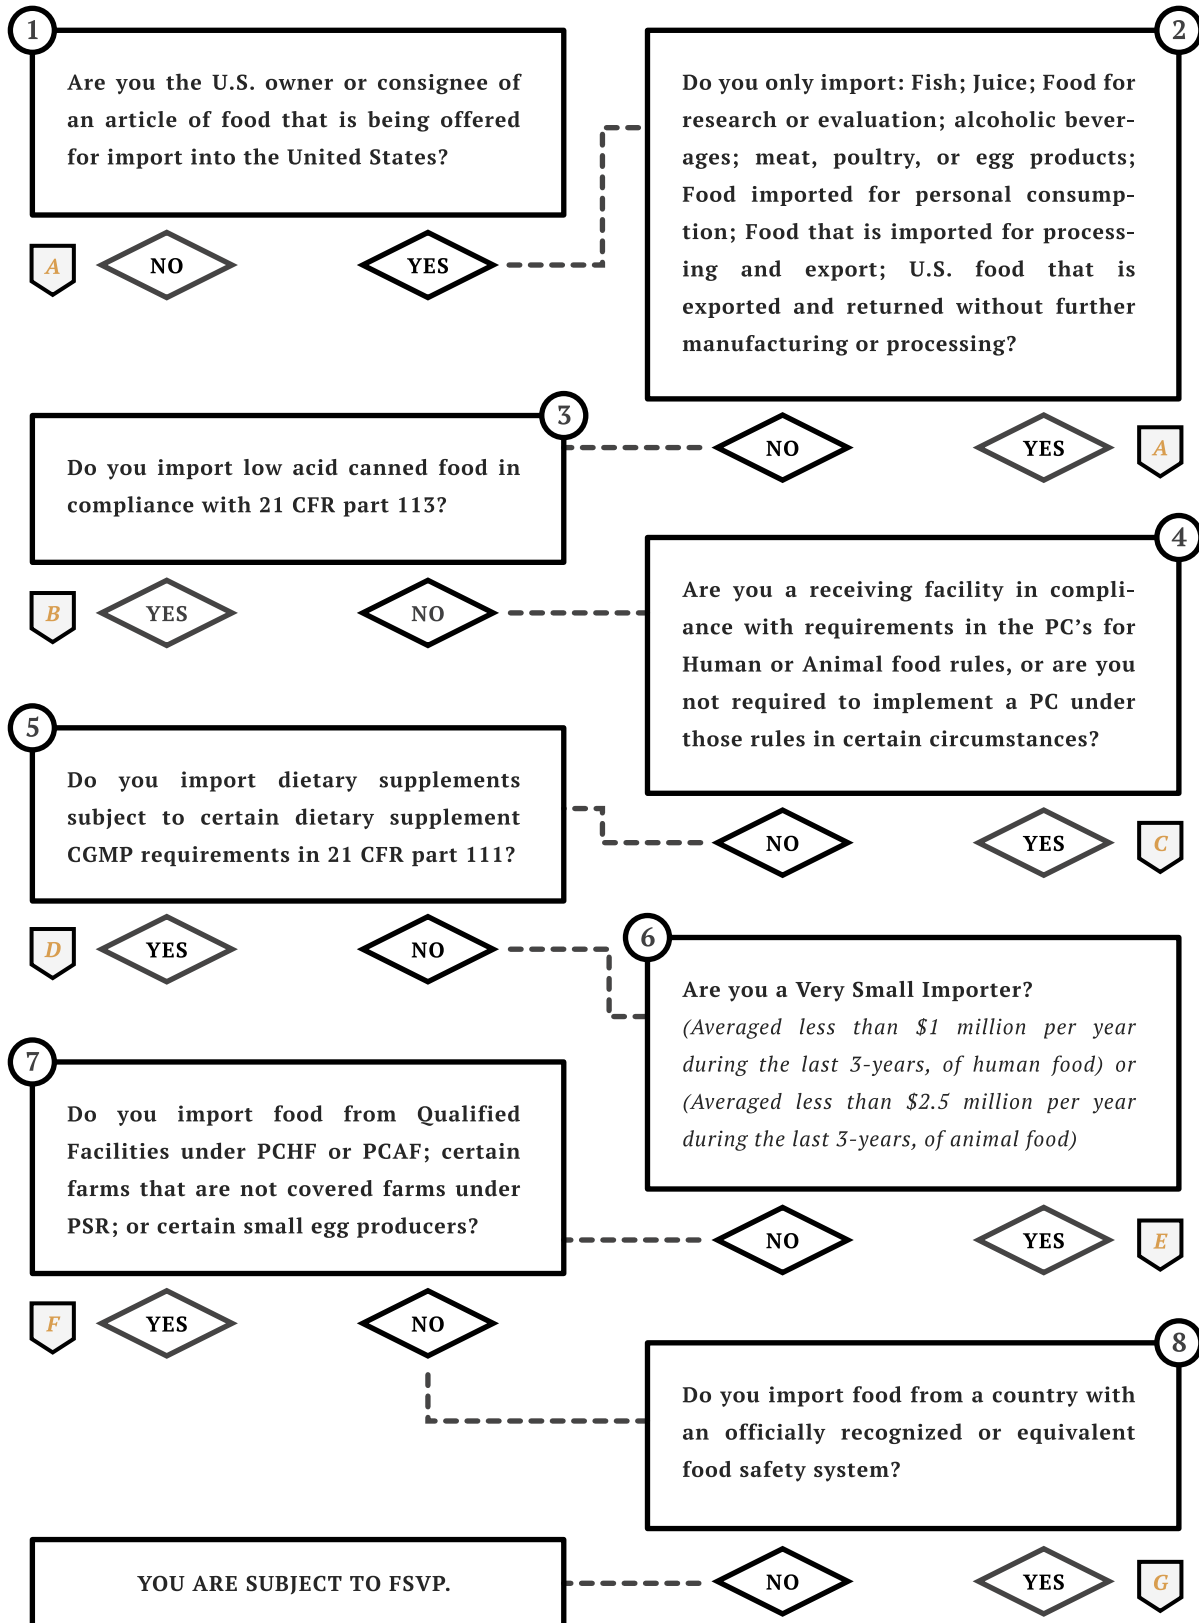 1
Are you the U.S. owner or consignee of
an article of food that is being offered
for import into the United States?
A
NO
YES
2
Do you only import: Fish; Juice; Food for
research or evaluation; alcoholic bever-
ages; meat, poultry, or egg products;
Food imported for personal consump-
tion; Food that is imported for process-
ing and export; U.S. food that is
exported and returned without further
manufacturing or processing?
NO
YES
A
3
Do you import low acid canned food in
compliance with 21 CFR part 113?
B
YES
NO
4
Are you a receiving facility in compli-
ance with requirements in the PC's for
Human or Animal food rules, or are you
not required to implement a PC under
those rules in certain circumstances?
NO
YES
C
5
Do you import dietary supplements
subject to certain dietary supplement
CGMP requirements in 21 CFR part 111?
D
YES
NO
6
Are you a Very Small Importer?
(Averaged less than $1 million per year
during the last 3-years, of human food) or
(Averaged less than $2.5 million per year
during the last 3-years, of animal food)
NO
YES
E
7
Do you import food from Qualified
Facilities under PCHF or PCAF; certain
farms that are not covered farms under
PSR; or certain small egg producers?
F
YES
NO
8
Do you import food from a country with
an officially recognized or equivalent
food safety system?
NO
YES
G
YOU ARE SUBJECT TO FSVP.